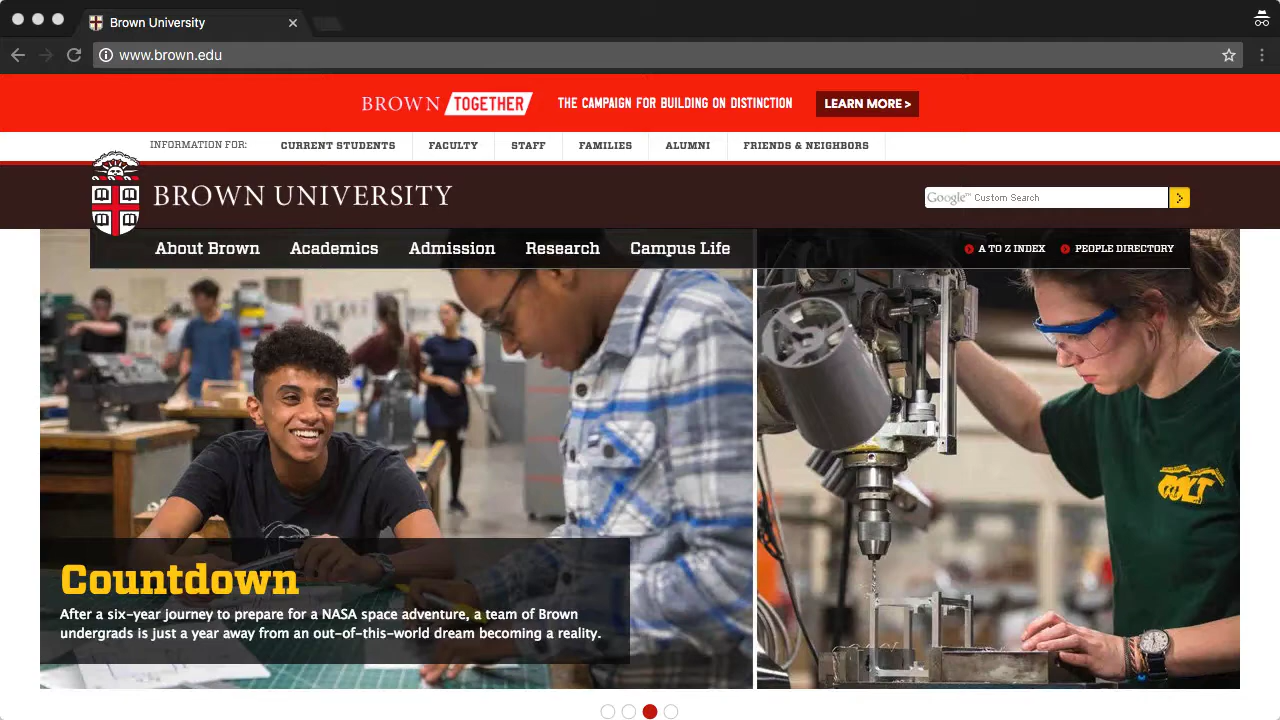 Brown University
www.brown.edu
BROWN TOGETHER THE CAMPAIGN FOR BUILDING ON DISTINCTION LEARN MORE >
INFORMATION FOR: CURRENT STUDENTS FACULTY STAFF FAMILIES ALUMNI FRIENDS & NEIGHBORS
BROWN UNIVERSITY
Google™ Custom Search
About Brown Academics Admission Research Campus Life
A TO Z INDEX PEOPLE DIRECTORY
COLT
Countdown
After a six-year journey to prepare for a NASA space adventure, a team of Brown
undergrads is just a year away from an out-of-this-world dream becoming a reality.